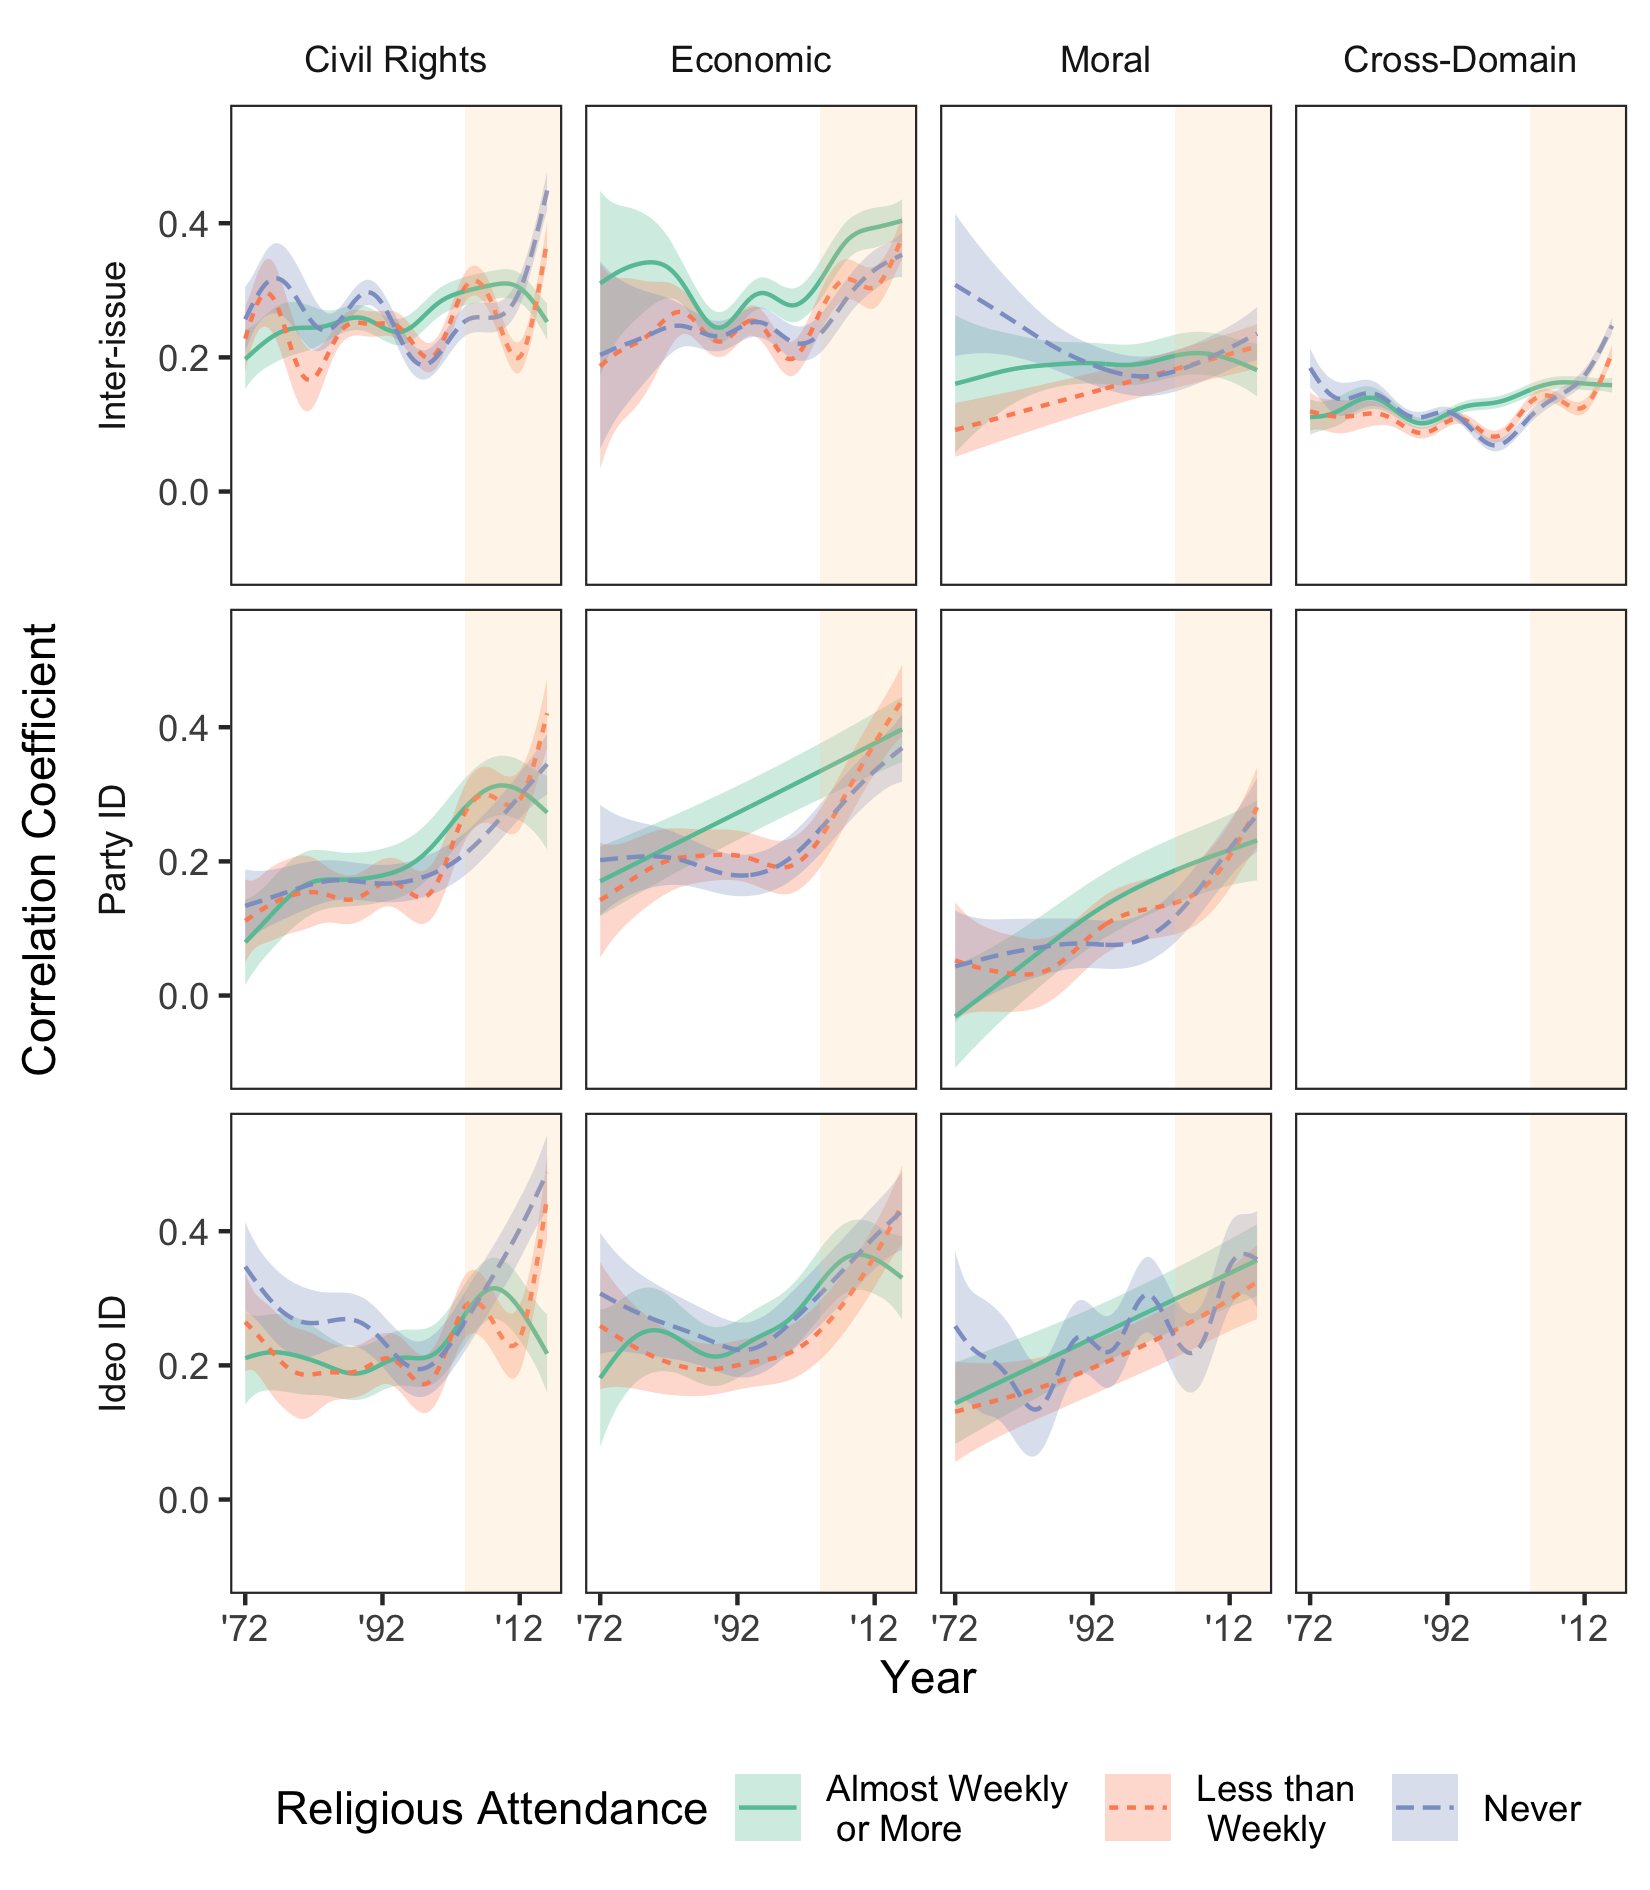 Civil Rights Economic Moral Cross-Domain
Inter-issue
0.4
0.2
0.0
Correlation Coefficient
Party ID
0.4
0.2
0.0
Ideo ID
0.4
0.2
0.0
'72 '92 '12 '72 '92 '12 '72 '92 '12 '72 '92 '12
Year
Religious Attendance
Almost Weekly
or More
Less than
Weekly
Never